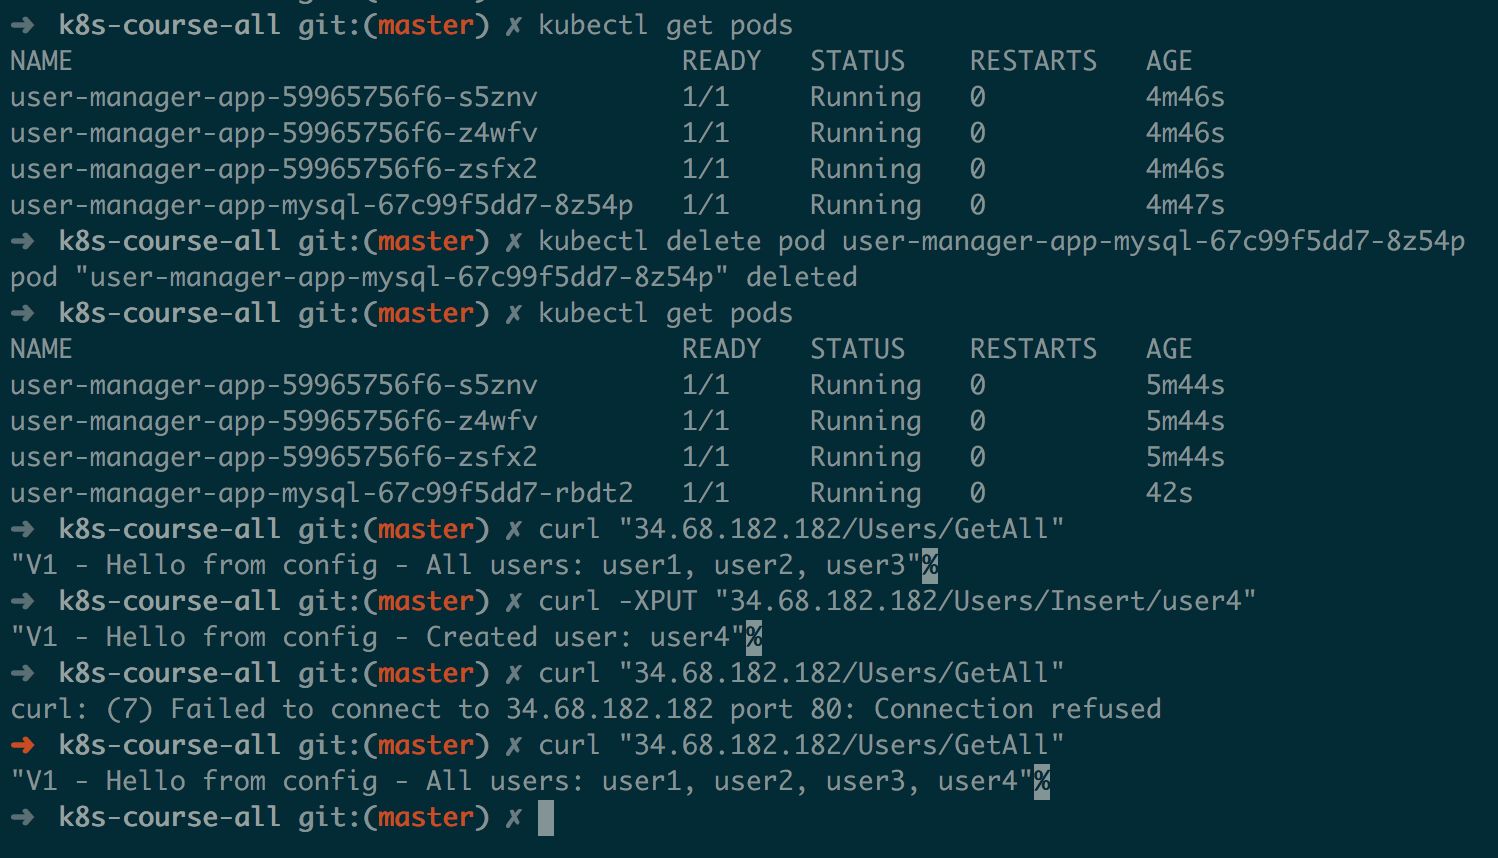 ➜ k8s-course-all git:(master) ✗ kubectl get pods
NAME READY STATUS RESTARTS AGE
user-manager-app-59965756f6-s5znv 1/1 Running 0 4m46s
user-manager-app-59965756f6-z4wfv 1/1 Running 0 4m46s
user-manager-app-59965756f6-zsfx2 1/1 Running 0 4m46s
user-manager-app-mysql-67c99f5dd7-8z54p 1/1 Running 0 4m47s
➜ k8s-course-all git:(master) ✗ kubectl delete pod user-manager-app-mysql-67c99f5dd7-8z54p
pod "user-manager-app-mysql-67c99f5dd7-8z54p" deleted
➜ k8s-course-all git:(master) ✗ kubectl get pods
NAME READY STATUS RESTARTS AGE
user-manager-app-59965756f6-s5znv 1/1 Running 0 5m44s
user-manager-app-59965756f6-z4wfv 1/1 Running 0 5m44s
user-manager-app-59965756f6-zsfx2 1/1 Running 0 5m44s
user-manager-app-mysql-67c99f5dd7-rbdt2 1/1 Running 0 42s
➜ k8s-course-all git:(master) ✗ curl "34.68.182.182/Users/GetAll"
"V1 - Hello from config - All users: user1, user2, user3"%
➜ k8s-course-all git:(master) ✗ curl -XPUT "34.68.182.182/Users/Insert/user4"
"V1 - Hello from config - Created user: user4"%
➜ k8s-course-all git:(master) ✗ curl "34.68.182.182/Users/GetAll"
curl: (7) Failed to connect to 34.68.182.182 port 80: Connection refused
➜ k8s-course-all git:(master) ✗ curl "34.68.182.182/Users/GetAll"
"V1 - Hello from config - All users: user1, user2, user3, user4"%
➜ k8s-course-all git:(master) ✗